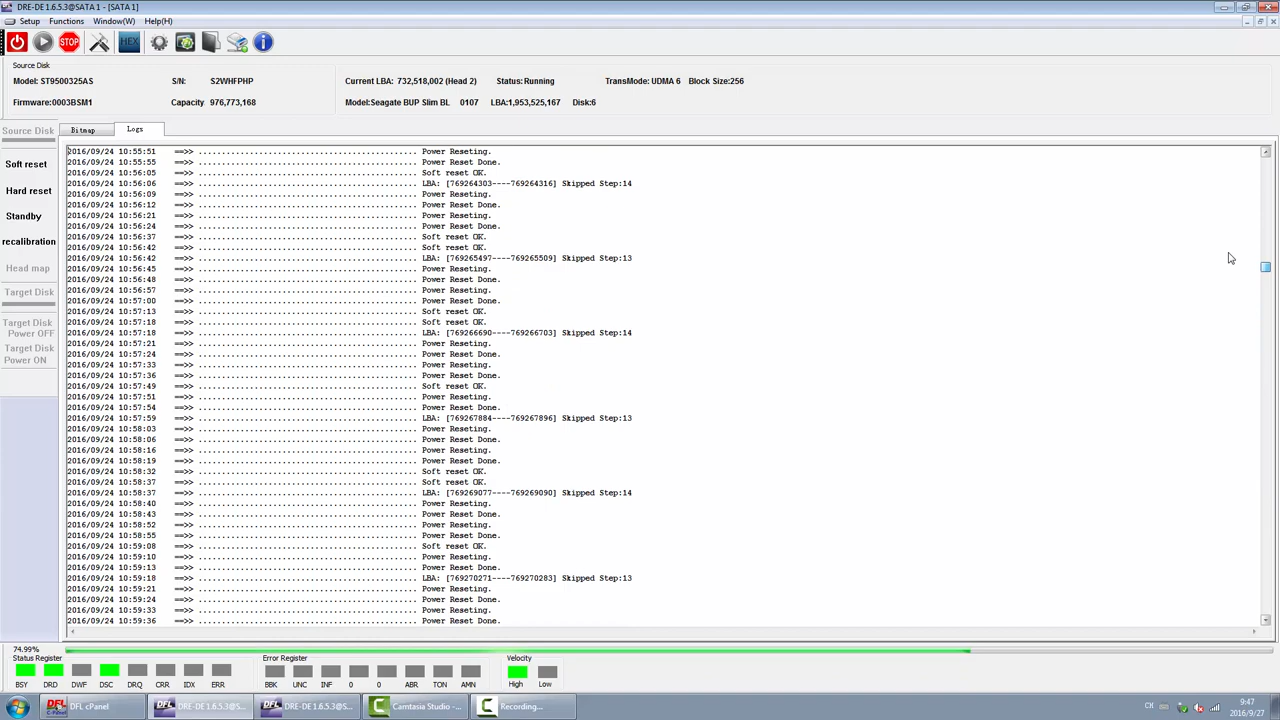 DRE-DE 1.6.5.3@SATA 1 - [SATA 1]
Setup Functions Window(W) Help(H)
STOP HEX
Source Disk
Model: ST9500325AS S/N: S2WHFPHP Current LBA: 732,518,002 (Head 2) Status:Running TransMode: UDMA 6 Block Size:256
Firmware:0003BSM1 Capacity 976,773,168 Model:Seagate BUP Slim BL 0107 LBA:1,953,525,167 Disk:6
Source Disk
Bitmap Logs
Soft reset
Hard reset
Standby
recalibration
Head map
Target Disk
Target Disk
Power OFF
Target Disk
Power ON
2016/09/24 10:55:51 ==>> ......................................... Power Reseting.
2016/09/24 10:55:55 ==>> ......................................... Power Reset Done.
2016/09/24 10:56:05 ==>> ......................................... Soft reset OK.
2016/09/24 10:56:06 ==>> ......................................... LBA: [769264303----769264316] Skipped Step:14
2016/09/24 10:56:09 ==>> ......................................... Power Reseting.
2016/09/24 10:56:12 ==>> ......................................... Power Reset Done.
2016/09/24 10:56:21 ==>> ......................................... Power Reseting.
2016/09/24 10:56:24 ==>> ......................................... Power Reset Done.
2016/09/24 10:56:37 ==>> ......................................... Soft reset OK.
2016/09/24 10:56:42 ==>> ......................................... Soft reset OK.
2016/09/24 10:56:42 ==>> ......................................... LBA: [769265497----769265509] Skipped Step:13
2016/09/24 10:56:45 ==>> ......................................... Power Reseting.
2016/09/24 10:56:48 ==>> ......................................... Power Reset Done.
2016/09/24 10:56:57 ==>> ......................................... Power Reseting.
2016/09/24 10:57:00 ==>> ......................................... Power Reset Done.
2016/09/24 10:57:13 ==>> ......................................... Soft reset OK.
2016/09/24 10:57:18 ==>> ......................................... Soft reset OK.
2016/09/24 10:57:18 ==>> ......................................... LBA: [769266690----769266703] Skipped Step:14
2016/09/24 10:57:21 ==>> ......................................... Power Reseting.
2016/09/24 10:57:24 ==>> ......................................... Power Reset Done.
2016/09/24 10:57:33 ==>> ......................................... Power Reseting.
2016/09/24 10:57:36 ==>> ......................................... Power Reset Done.
2016/09/24 10:57:49 ==>> ......................................... Soft reset OK.
2016/09/24 10:57:51 ==>> ......................................... Power Reseting.
2016/09/24 10:57:54 ==>> ......................................... Power Reset Done.
2016/09/24 10:57:59 ==>> ......................................... LBA: [769267884----769267896] Skipped Step:13
2016/09/24 10:58:03 ==>> ......................................... Power Reseting.
2016/09/24 10:58:06 ==>> ......................................... Power Reset Done.
2016/09/24 10:58:16 ==>> ......................................... Power Reseting.
2016/09/24 10:58:19 ==>> ......................................... Power Reset Done.
2016/09/24 10:58:32 ==>> ......................................... Soft reset OK.
2016/09/24 10:58:37 ==>> ......................................... Soft reset OK.
2016/09/24 10:58:37 ==>> ......................................... LBA: [769269077----769269090] Skipped Step:14
2016/09/24 10:58:40 ==>> ......................................... Power Reseting.
2016/09/24 10:58:43 ==>> ......................................... Power Reset Done.
2016/09/24 10:58:52 ==>> ......................................... Power Reseting.
2016/09/24 10:58:55 ==>> ......................................... Power Reset Done.
2016/09/24 10:59:08 ==>> ......................................... Soft reset OK.
2016/09/24 10:59:10 ==>> ......................................... Power Reseting.
2016/09/24 10:59:13 ==>> ......................................... Power Reset Done.
2016/09/24 10:59:18 ==>> ......................................... LBA: [769270271----769270283] Skipped Step:13
2016/09/24 10:59:21 ==>> ......................................... Power Reseting.
2016/09/24 10:59:24 ==>> ......................................... Power Reset Done.
2016/09/24 10:59:33 ==>> ......................................... Power Reseting.
2016/09/24 10:59:36 ==>> ......................................... Power Reset Done.
74.99%
Status Register Error Register Velocity
BSY DRD DWF DSC DRQ CRR IDX ERR BBK UNC INF 0 0 ABR TON AMN High Low
DFL cPanel DRE-DE 1.6.5.3@S... DRE-DE 1.6.5.3@S... Camtasia Studio -... Recording... CH 9:47
2016/9/27